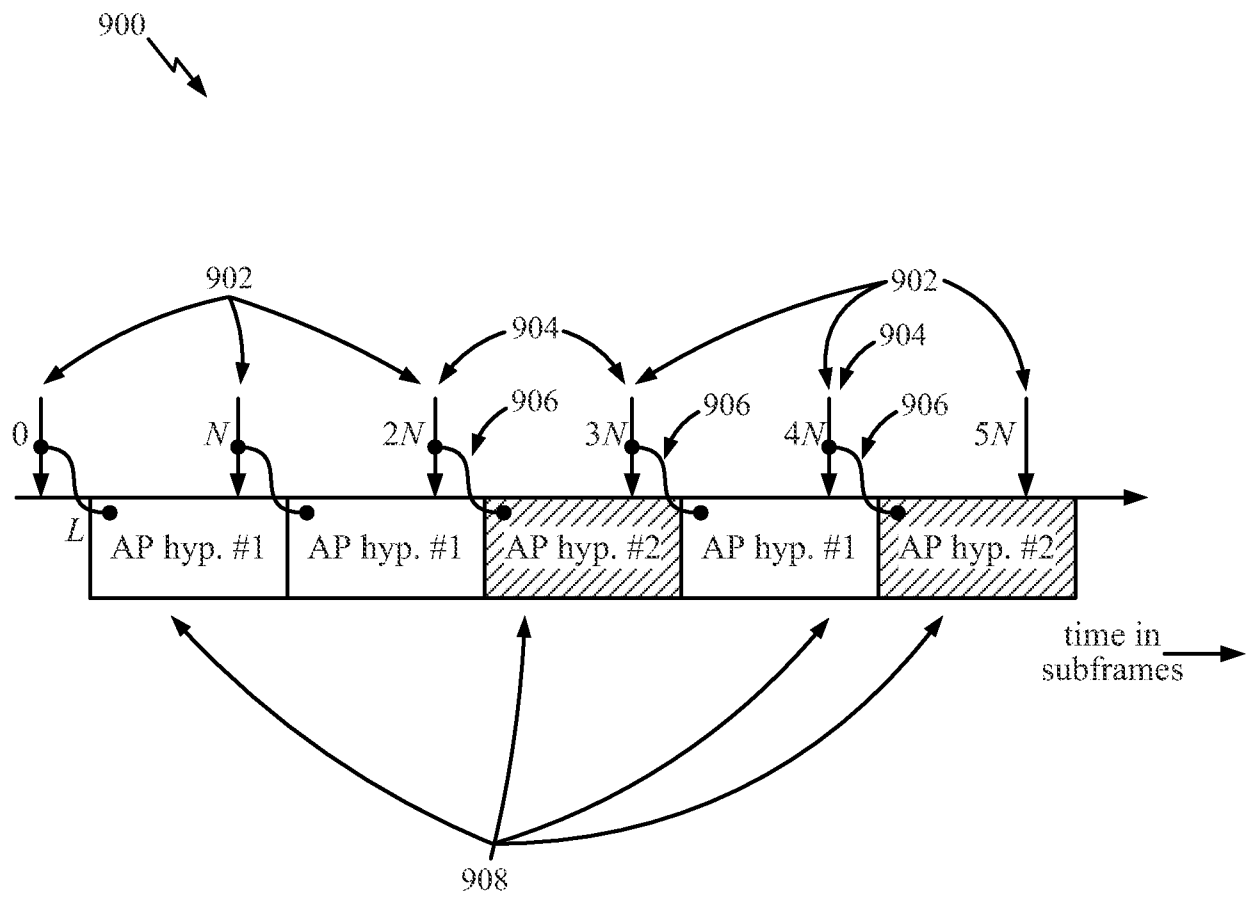 900
902
902
904
904
906
906
906
0
N
2N
3N
4N
5N
L
AP hyp. #1
AP hyp. #1
AP hyp. #2
AP hyp. #1
AP hyp. #2
time in
subframes
908